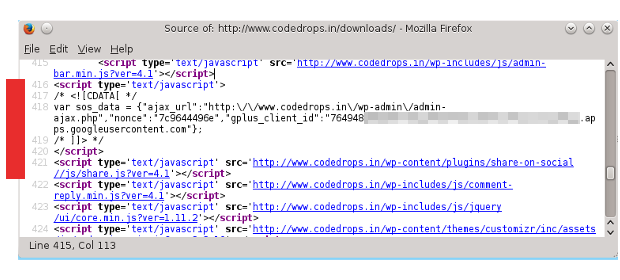 Source of: http://www.codedrops.in/downloads/ - Mozilla Firefox
File Edit View Help
415 <script type='text/javascript' src='http://www.codedrops.in/wp-includes/js/admin-
bar.min.js?ver=4.1'></script>
416 <script type='text/javascript'>
417 /* <![CDATA[ */
418 var sos_data = {"ajax_url":"http:\/\/www.codedrops.in\/wp-admin\/admin-
ajax.php","nonce":"7c9644496e","gplus_client_id":"764948 .ap
ps.googleusercontent.com"};
419 /* ]]> */
420 </script>
421 <script type='text/javascript' src='http://www.codedrops.in/wp-content/plugins/share-on-social
//js/share.js?ver=4.1'></script>
422 <script type='text/javascript' src='http://www.codedrops.in/wp-includes/js/comment-
reply.min.js?ver=4.1'></script>
423 <script type='text/javascript' src='http://www.codedrops.in/wp-includes/js/jquery
/ui/core.min.js?ver=1.11.2'></script>
424 <script type='text/javascript' src='http://www.codedrops.in/wp-content/themes/customizr/inc/assets
Line 415, Col 113